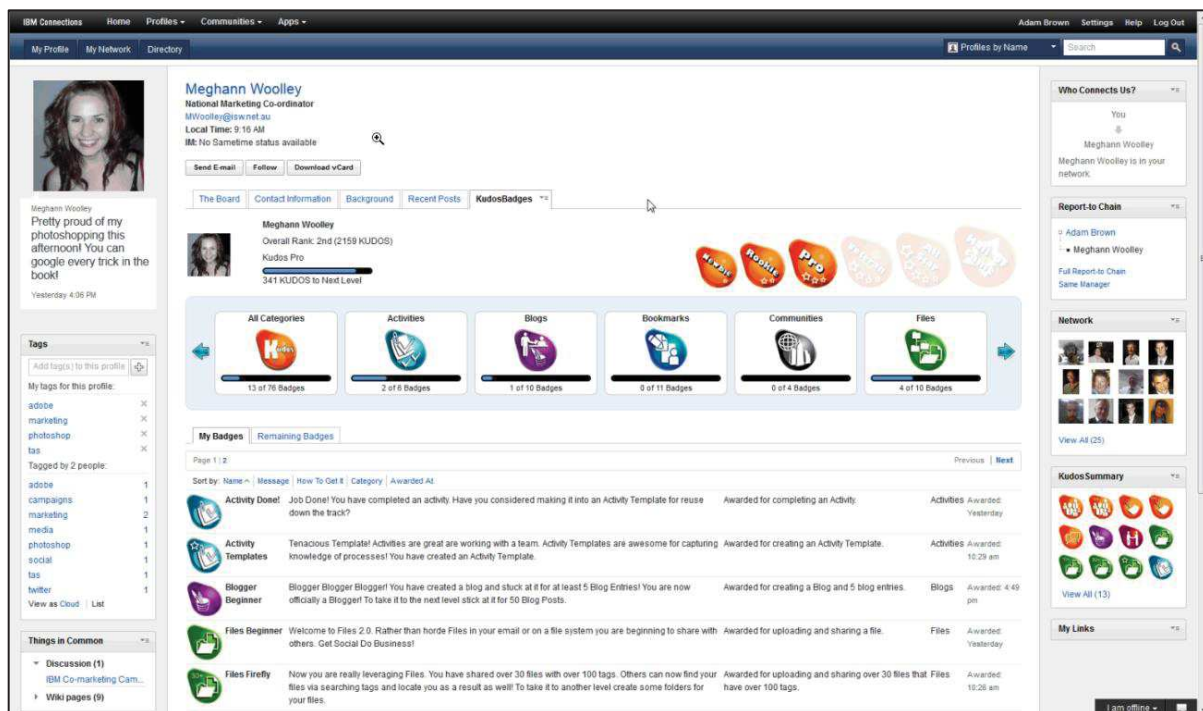 IBM Connections Home Profiles Communities Apps Adam Brown Settings Help Log Out
My Profile My Network Directory Profiles by Name Search
Meghann Woolley
Pretty proud of my
photoshopping this
afternoon! You can
google every trick in the
book!
Yesterday 4:06 PM
Tags
Add tag(s) to this profile
My tags for this profile:
adobe
marketing
photoshop
tas
Tagged by 2 people:
adobe 1
campaigns 1
marketing 2
media 1
photoshop 1
social 1
tas 1
twitter 1
View as Cloud | List
Things in Common
Discussion (1)
IBM Co-marketing Cam...
Wiki pages (9)
Meghann Woolley
National Marketing Co-ordinator
MWoolley@isw.net.au
Local Time: 9:16 AM
IM: No Sametime status available
Send E-mail Follow Download vCard
The Board Contact Information Background Recent Posts KudosBadges
Meghann Woolley
Overall Rank: 2nd (2159 KUDOS)
Kudos Pro
341 KUDOS to Next Level
Newbie Rookie Pro
All Categories Activities Blogs Bookmarks Communities Files
Kudos
13 of 76 Badges 2 of 6 Badges 1 of 10 Badges 0 of 11 Badges 0 of 4 Badges 4 of 10 Badges
My Badges Remaining Badges
Page 1 | 2 Previous | Next
Sort by: Name | Message | How To Get It | Category | Awarded At
Activity Done! Job Done! You have completed an activity. Have you considered making it into an Activity Template for reuse Awarded for completing an Activity. Activities Awarded:
down the track? Yesterday
Activity Tenacious Template! Activities are great are working with a team. Activity Templates are awesome for capturing Awarded for creating an Activity Template. Activities Awarded:
Templates knowledge of processes! You have created an Activity Template. 10:29 am
Blogger Blogger Blogger Blogger! You have created a blog and stuck at it for at least 5 Blog Entries! You are now Awarded for creating a Blog and 5 blog entries. Blogs Awarded: 4:49
Beginner officially a Blogger! To take it to the next level stick at it for 50 Blog Posts. pm
Files Beginner Welcome to Files 2.0. Rather than horde Files in your email or on a file system you are beginning to share with Awarded for uploading and sharing a file. Files Awarded:
others. Get Social Do Business! Yesterday
Files Firefly Now you are really leveraging Files. You have shared over 30 files with over 100 tags. Others can now find your Awarded for uploading and sharing over 30 files that Files Awarded:
files via searching tags and locate you as a result as well! To take it to another level create some folders for have over 100 tags. 10:26 am
your files.
Who Connects Us?
You
Meghann Woolley
Meghann Woolley is in your
network.
Report-to Chain
Adam Brown
Meghann Woolley
Full Report-to Chain
Same Manager
Network
View All (25)
KudosSummary
View All (13)
My Links
I am offline